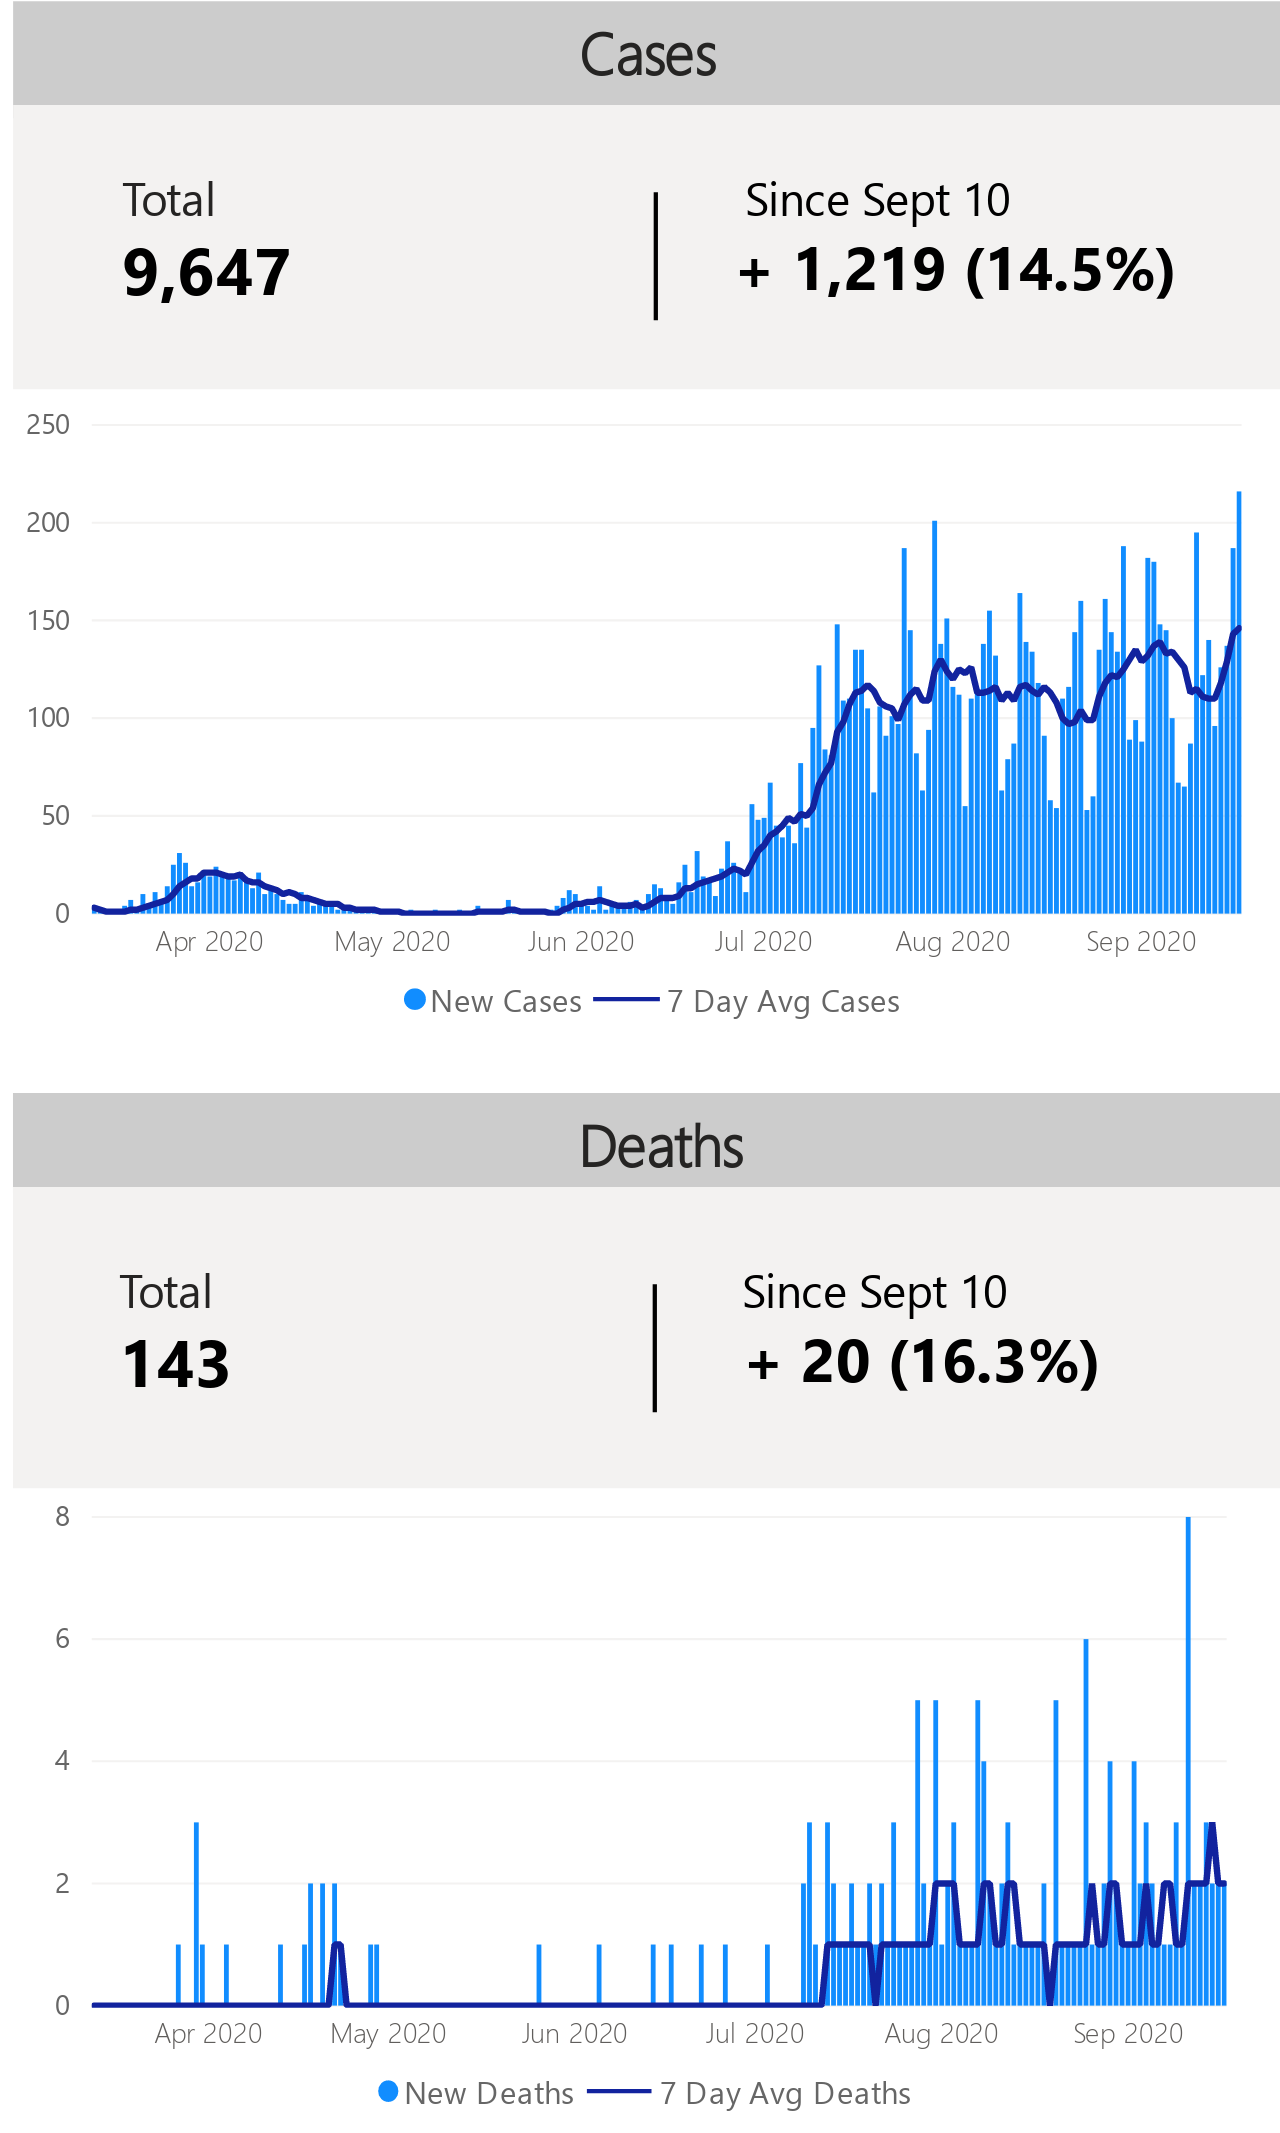 Cases
Total
Since Sept 10
9,647
+ 1,219 (14.5%)
250
200
150
100
50
0
Apr 2020
May 2020
Jun 2020
Jul 2020
Aug 2020
Sep 2020
New Cases
7 Day Avg Cases
Deaths
Total
Since Sept 10
143
+ 20 (16.3%)
8
6
4
2
0
Apr 2020
May 2020
Jun 2020
Jul 2020
Aug 2020
Sep 2020
New Deaths
7 Day Avg Deaths